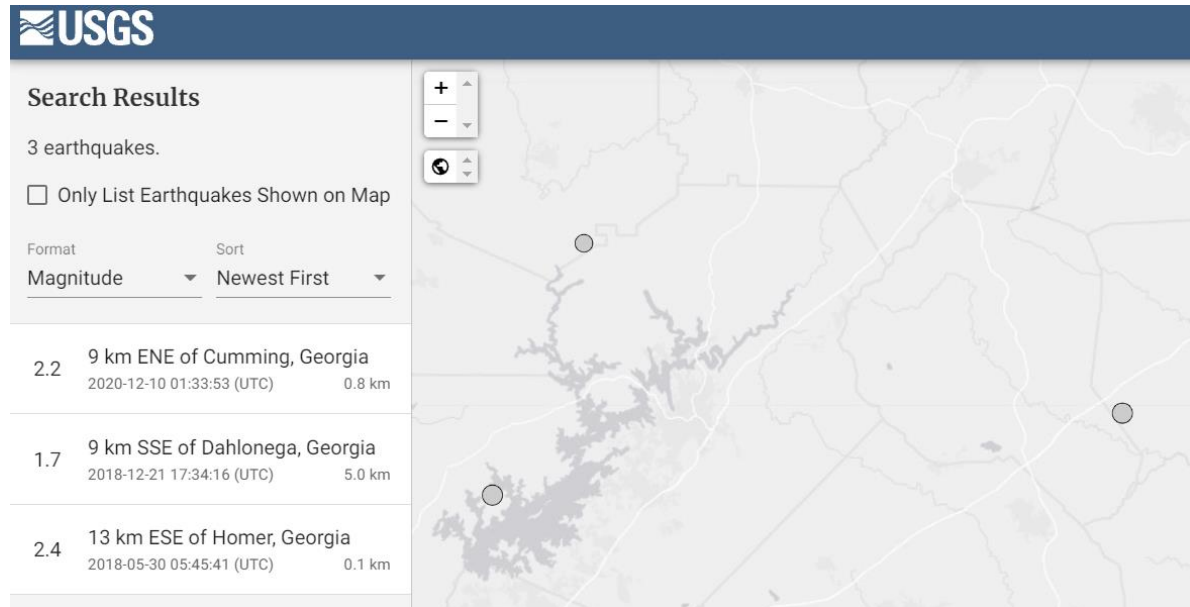 USGS
Search Results
3 earthquakes.
Only List Earthquakes Shown on Map
Format Sort
Magnitude Newest First
2.2 9 km ENE of Cumming, Georgia
2020-12-10 01:33:53 (UTC) 0.8 km
1.7 9 km SSE of Dahlonega, Georgia
2018-12-21 17:34:16 (UTC) 5.0 km
2.4 13 km ESE of Homer, Georgia
2018-05-30 05:45:41 (UTC) 0.1 km
+
−